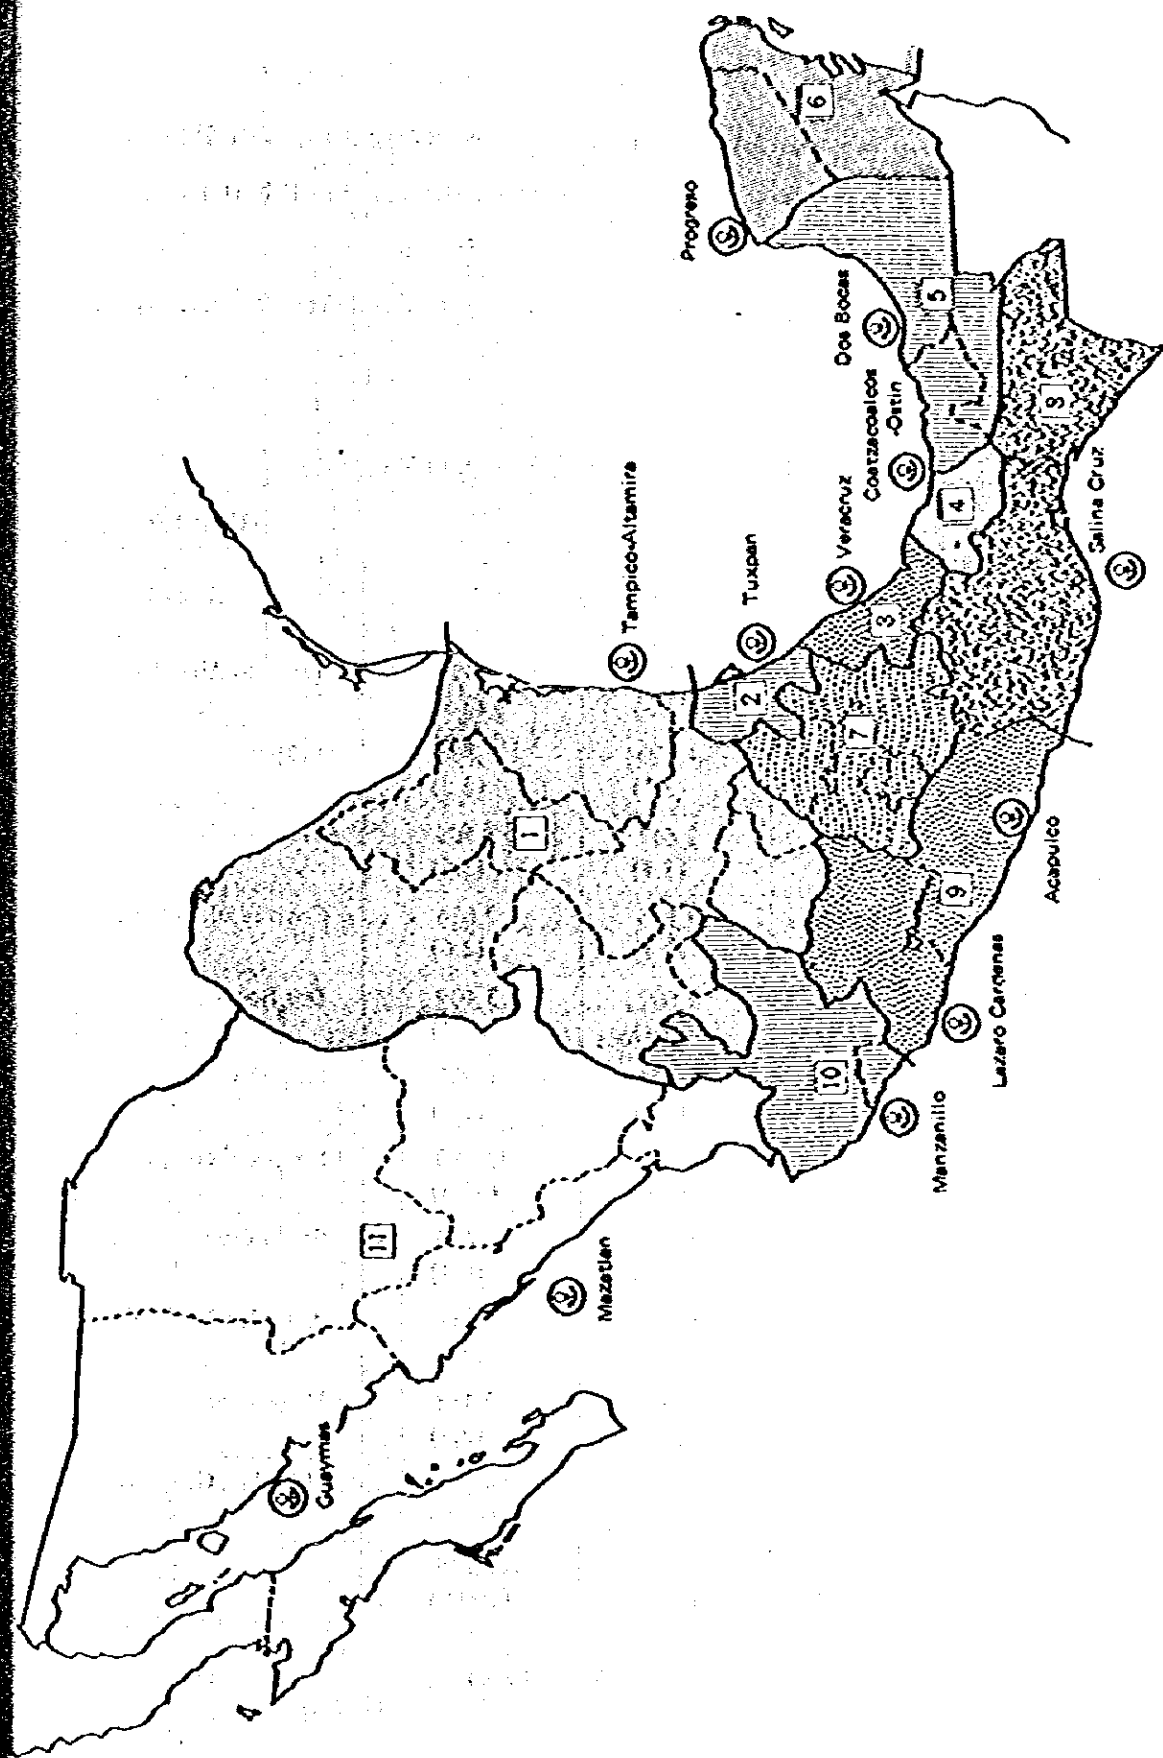 Guaymas
11
Mazatlan
1
Tampico-Altamira
2
Tuxpan
10
Manzanillo
7
3
Veracruz
9
Lazaro Cardenas
Acapulco
4
Coatzacoalcos
-Ostin
Dos Bocas
5
Progreso
6
8
Salina Cruz